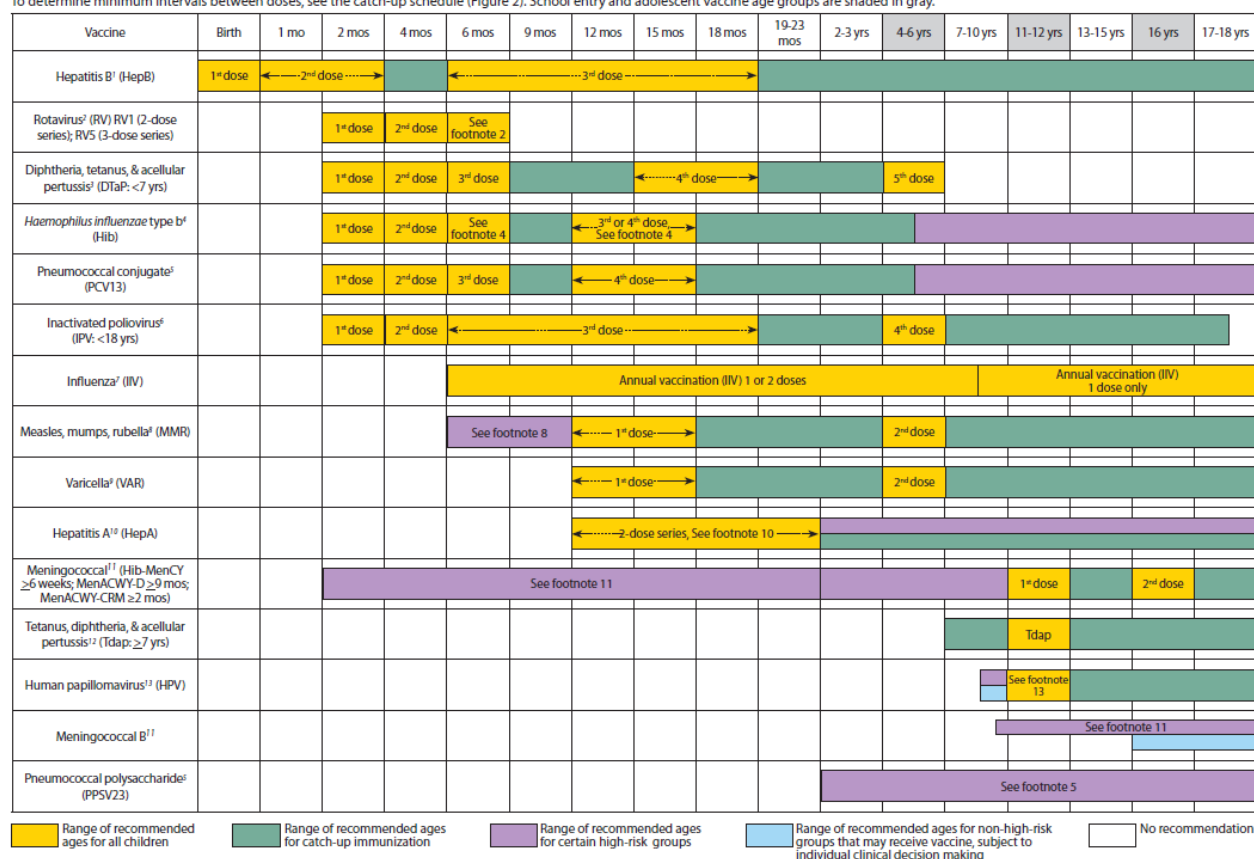 To determine minimum intervals between doses, see the catch-up schedule (Figure 2). School entry and adolescent vaccine age groups are shaded in gray.
Vaccine Birth 1 mo 2 mos 4 mos 6 mos 9 mos 12 mos 15 mos 18 mos 19-23 mos 2-3 yrs 4-6 yrs 7-10 yrs 11-12 yrs 13-15 yrs 16 yrs 17-18 yrs
Hepatitis B¹ (HepB) 1st dose 2nd dose 3rd dose
Rotavirus² (RV) RV1 (2-dose
series); RV5 (3-dose series) 1st dose 2nd dose See footnote 2
Diphtheria, tetanus, & acellular
pertussis³ (DTaP: <7 yrs) 1st dose 2nd dose 3rd dose 4th dose 5th dose
Haemophilus influenzae type b⁴
(Hib) 1st dose 2nd dose See footnote 4 3rd or 4th dose, See footnote 4
Pneumococcal conjugate⁵
(PCV13) 1st dose 2nd dose 3rd dose 4th dose
Inactivated poliovirus⁶
(IPV: <18 yrs) 1st dose 2nd dose 3rd dose 4th dose
Influenza⁷ (IIV) Annual vaccination (IIV) 1 or 2 doses Annual vaccination (IIV) 1 dose only
Measles, mumps, rubella⁸ (MMR) See footnote 8 1st dose 2nd dose
Varicella⁹ (VAR) 1st dose 2nd dose
Hepatitis A¹⁰ (HepA) 2-dose series, See footnote 10
Meningococcal¹¹ (Hib-MenCY
≥6 weeks; MenACWY-D ≥9 mos;
MenACWY-CRM ≥2 mos) See footnote 11 1st dose 2nd dose
Tetanus, diphtheria, & acellular
pertussis¹² (Tdap: ≥7 yrs) Tdap
Human papillomavirus¹³ (HPV) See footnote 13
Meningococcal B¹¹ See footnote 11
Pneumococcal polysaccharide⁵
(PPSV23) See footnote 5
Range of recommended
ages for all children
Range of recommended ages
for catch-up immunization
Range of recommended ages
for certain high-risk groups
Range of recommended ages for non-high-risk
groups that may receive vaccine, subject to
individual clinical decision making
No recommendation